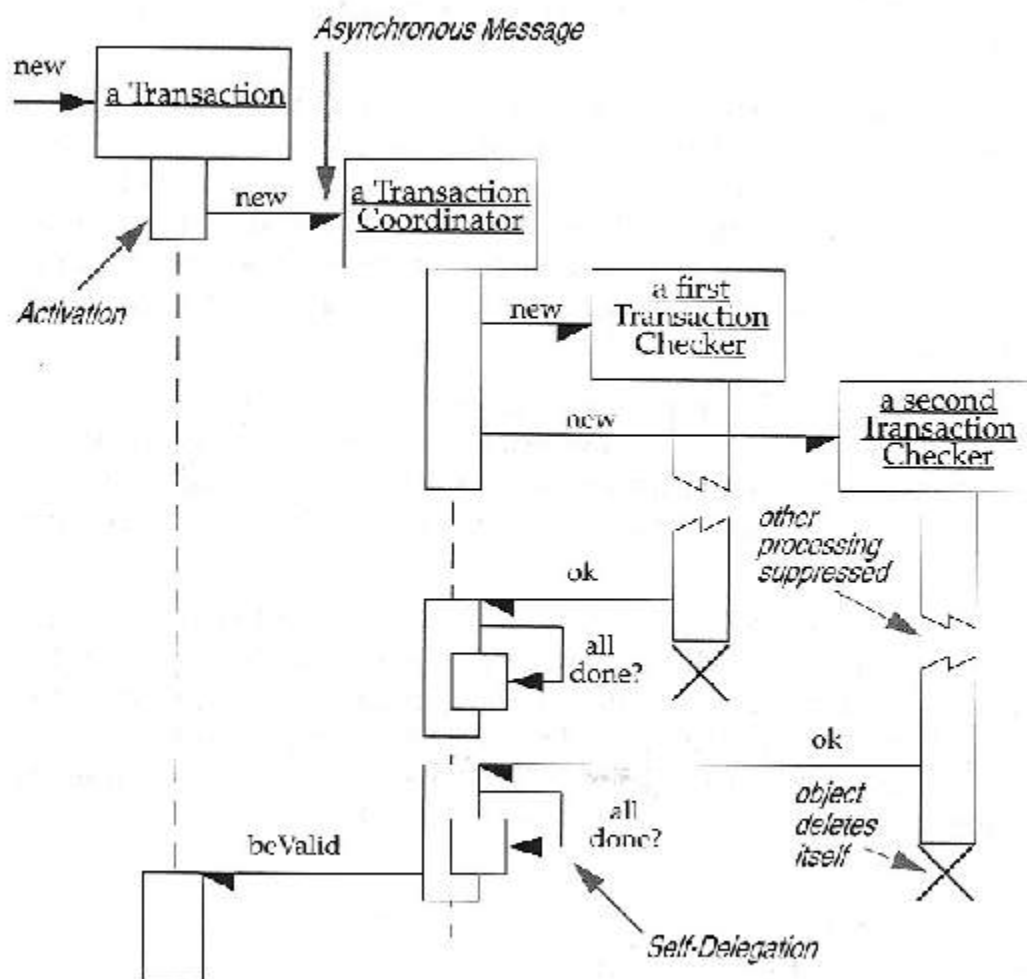 Asynchronous Message
new
a Transaction
new
a Transaction
Coordinator
Activation
new
a first
Transaction
Checker
new
a second
Transaction
Checker
other
processing
suppressed
ok
all
done?
ok
object
deletes
itself
all
done?
beValid
Self-Delegation